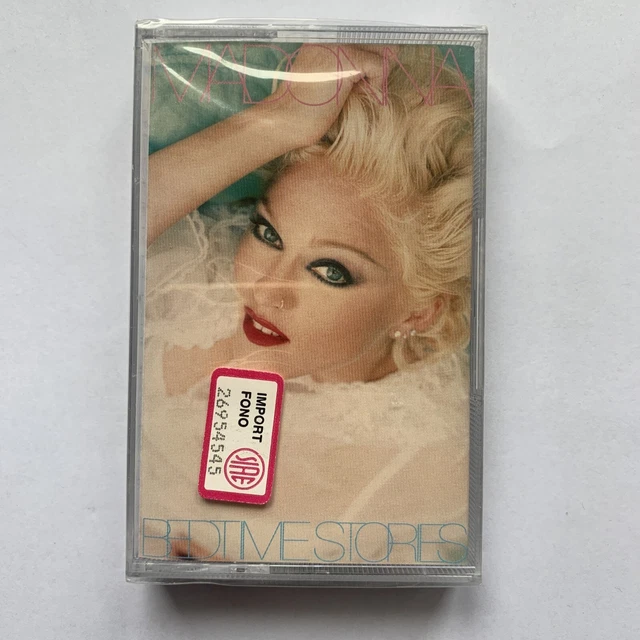 MADONNA
IMPORT
FONO
26954545
SIAE
BEDTIME STORIES